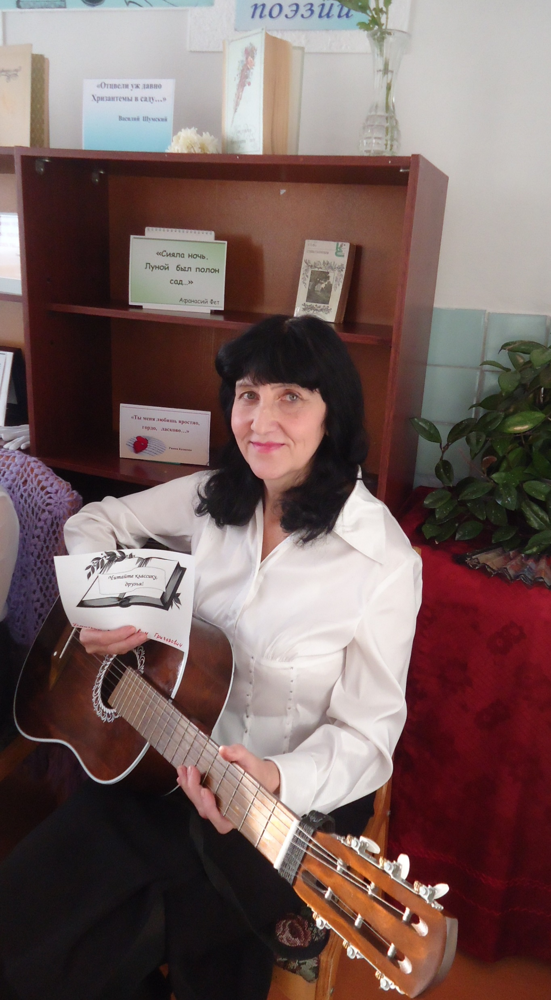 поэзии
«Отцвели уж давно
Хризантемы в саду…»
Василий Шумский
«Сияла ночь.
Луной был полон
сад…»
Афанасий Фет
Стихотворения
«Ты меня любишь яростно,
гордо, ласково…»
Римма Казакова
Читайте классику,
друзья!
Григорович